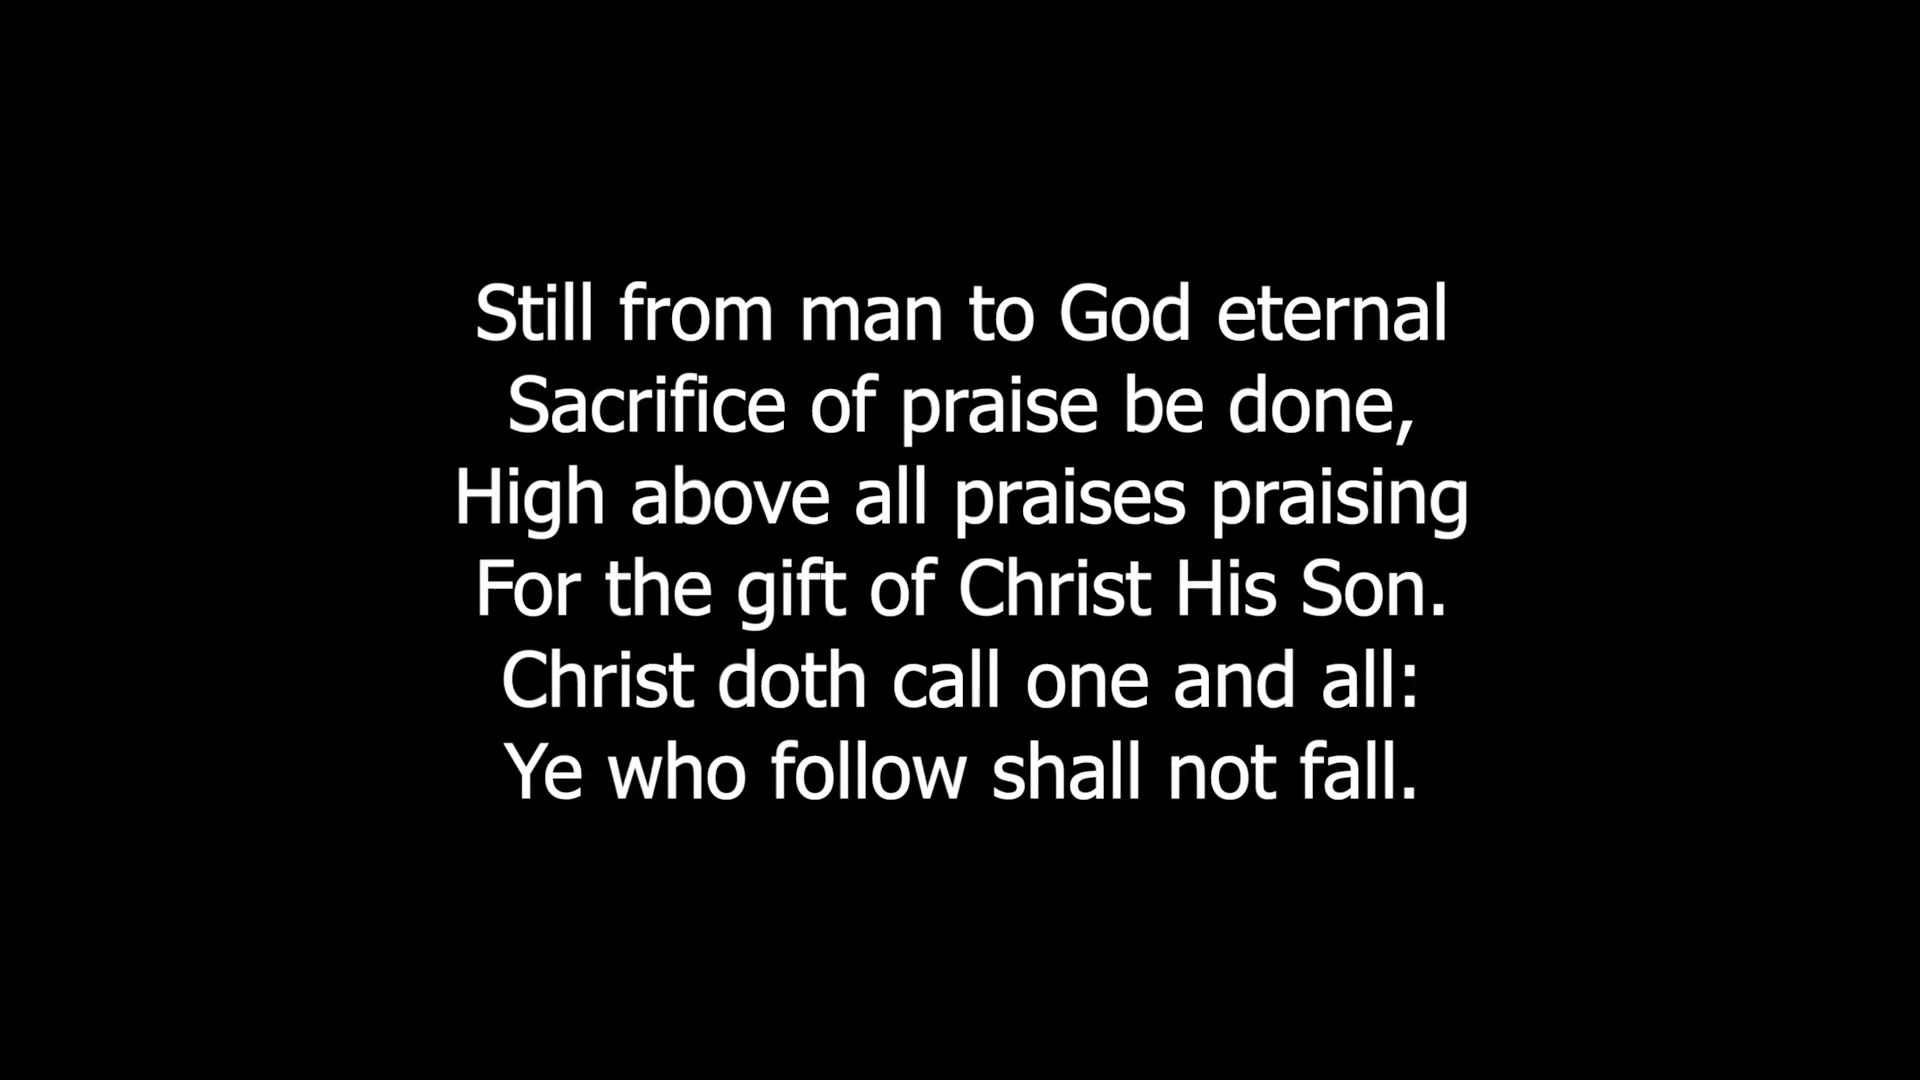 Still from man to God eternal
Sacrifice of praise be done,
High above all praises praising
For the gift of Christ His Son.
Christ doth call one and all:
Ye who follow shall not fall.